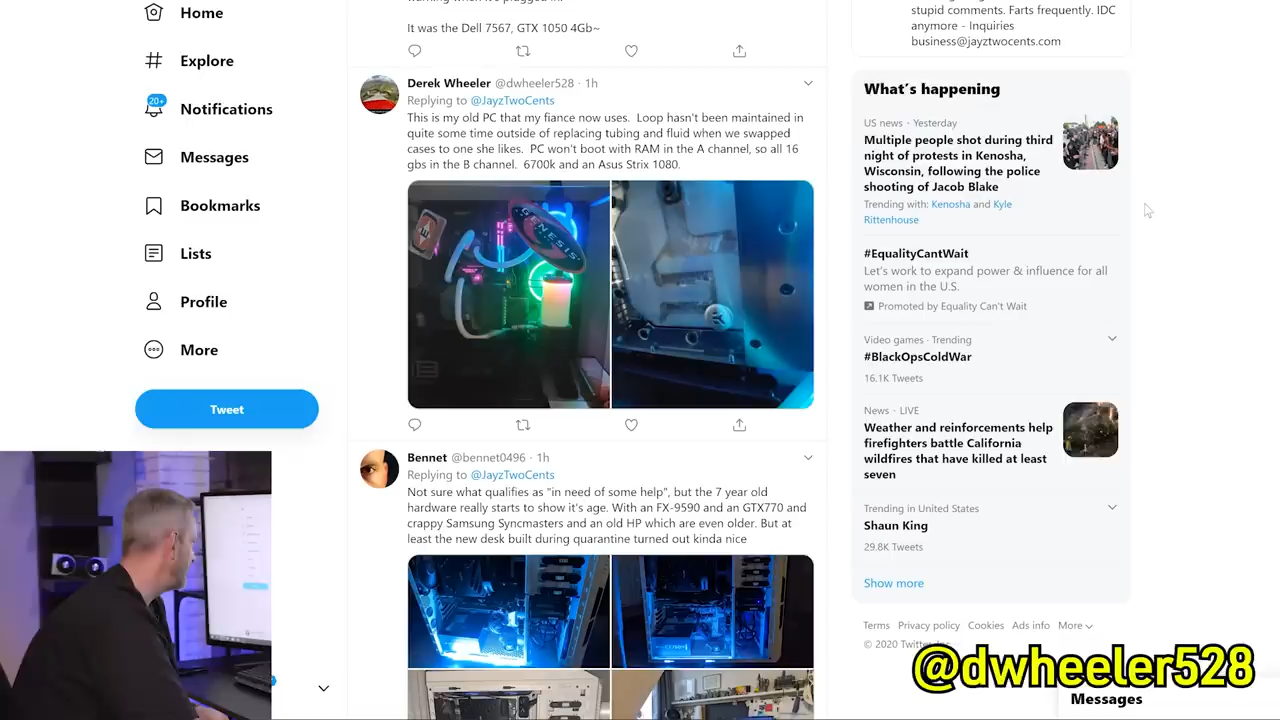 Home
Explore
20+
Notifications
Messages
Bookmarks
Lists
Profile
More
Tweet
It was the Dell 7567, GTX 1050 4Gb~
Derek Wheeler @dwheeler528 · 1h
Replying to @JayzTwoCents
This is my old PC that my fiance now uses. Loop hasn't been maintained in
quite some time outside of replacing tubing and fluid when we swapped
cases to one she likes. PC won't boot with RAM in the A channel, so all 16
gbs in the B channel. 6700k and an Asus Strix 1080.
GENESIS
Bennet @bennet0496 · 1h
Replying to @JayzTwoCents
Not sure what qualifies as "in need of some help", but the 7 year old
hardware really starts to show it's age. With an FX-9590 and an GTX770 and
crappy Samsung Syncmasters and an old HP which are even older. But at
least the new desk built during quarantine turned out kinda nice
stupid comments. Farts frequently. IDC
anymore - Inquiries
business@jayztwocents.com
What's happening
US news · Yesterday
Multiple people shot during third
night of protests in Kenosha,
Wisconsin, following the police
shooting of Jacob Blake
Trending with: Kenosha and Kyle
Rittenhouse
#EqualityCantWait
Let's work to expand power & influence for all
women in the U.S.
Promoted by Equality Can't Wait
Video games · Trending
#BlackOpsColdWar
16.1K Tweets
News · LIVE
Weather and reinforcements help
firefighters battle California
wildfires that have killed at least
seven
Trending in United States
Shaun King
29.8K Tweets
Show more
Terms Privacy policy Cookies Ads info More
© 2020 Twitter, Inc.
@dwheeler528
Messages